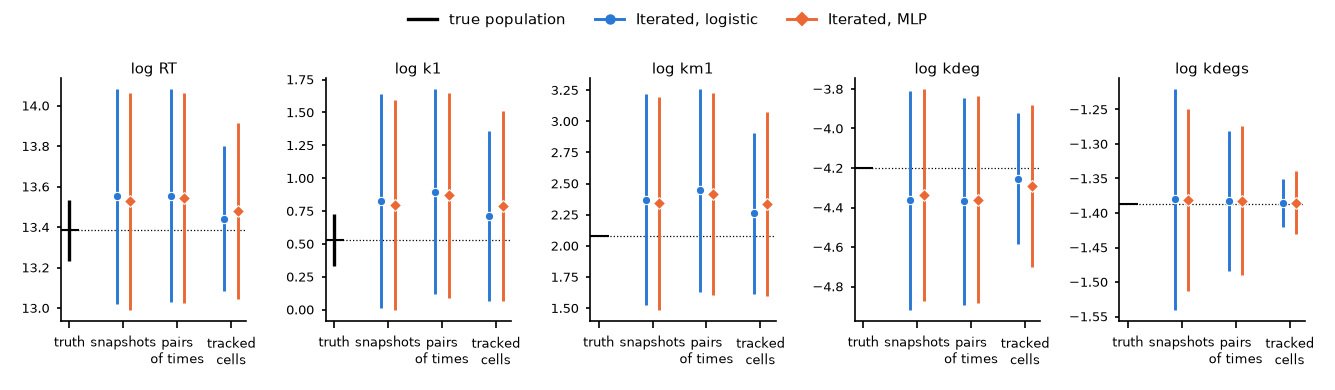 true population
Iterated, logistic
Iterated, MLP
log RT
14.0
13.8
13.6
13.4
13.2
13.0
truth
snapshots
pairs
of times
tracked
cells
log k1
1.75
1.50
1.25
1.00
0.75
0.50
0.25
0.00
truth
snapshots
pairs
of times
tracked
cells
log km1
3.25
3.00
2.75
2.50
2.25
2.00
1.75
1.50
truth
snapshots
pairs
of times
tracked
cells
log kdeg
−3.8
−4.0
−4.2
−4.4
−4.6
−4.8
truth
snapshots
pairs
of times
tracked
cells
log kdegs
−1.25
−1.30
−1.35
−1.40
−1.45
−1.50
−1.55
truth
snapshots
pairs
of times
tracked
cells